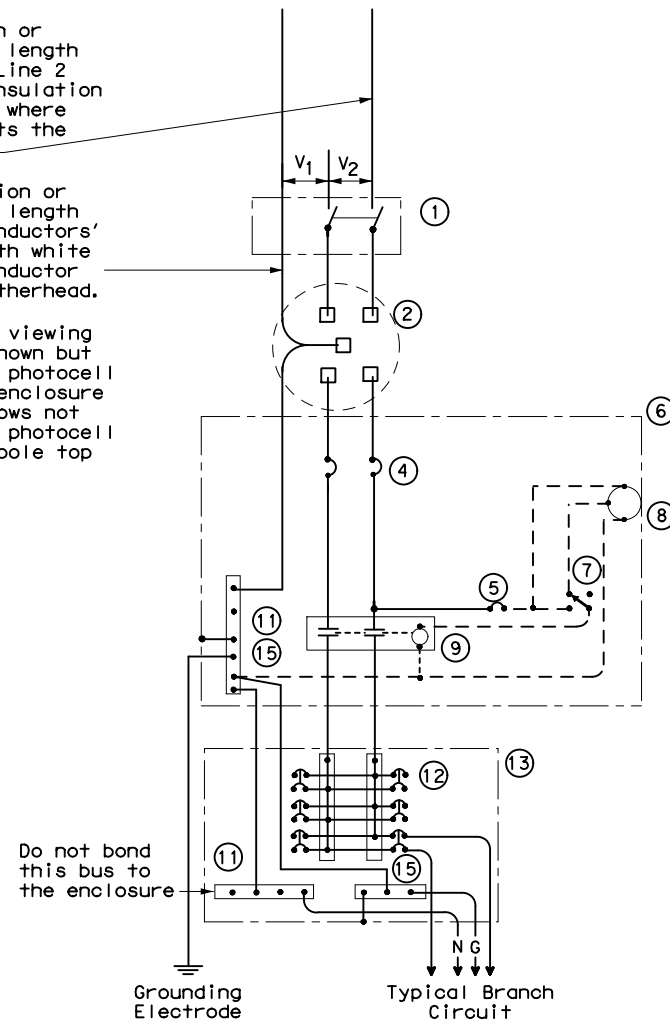 n or
length
Line 2
nsulation
where
ts the
ion or
length
nductors'
th white
nductor
therhead.
viewing
nown but
photocell
enclosure
ows not
photocell
pole top
V1
V2
1
2
6
4
8
5
7
11
15
9
13
12
11
15
Do not bond
this bus to
the enclosure
N G
Grounding
Electrode
Typical Branch
Circuit